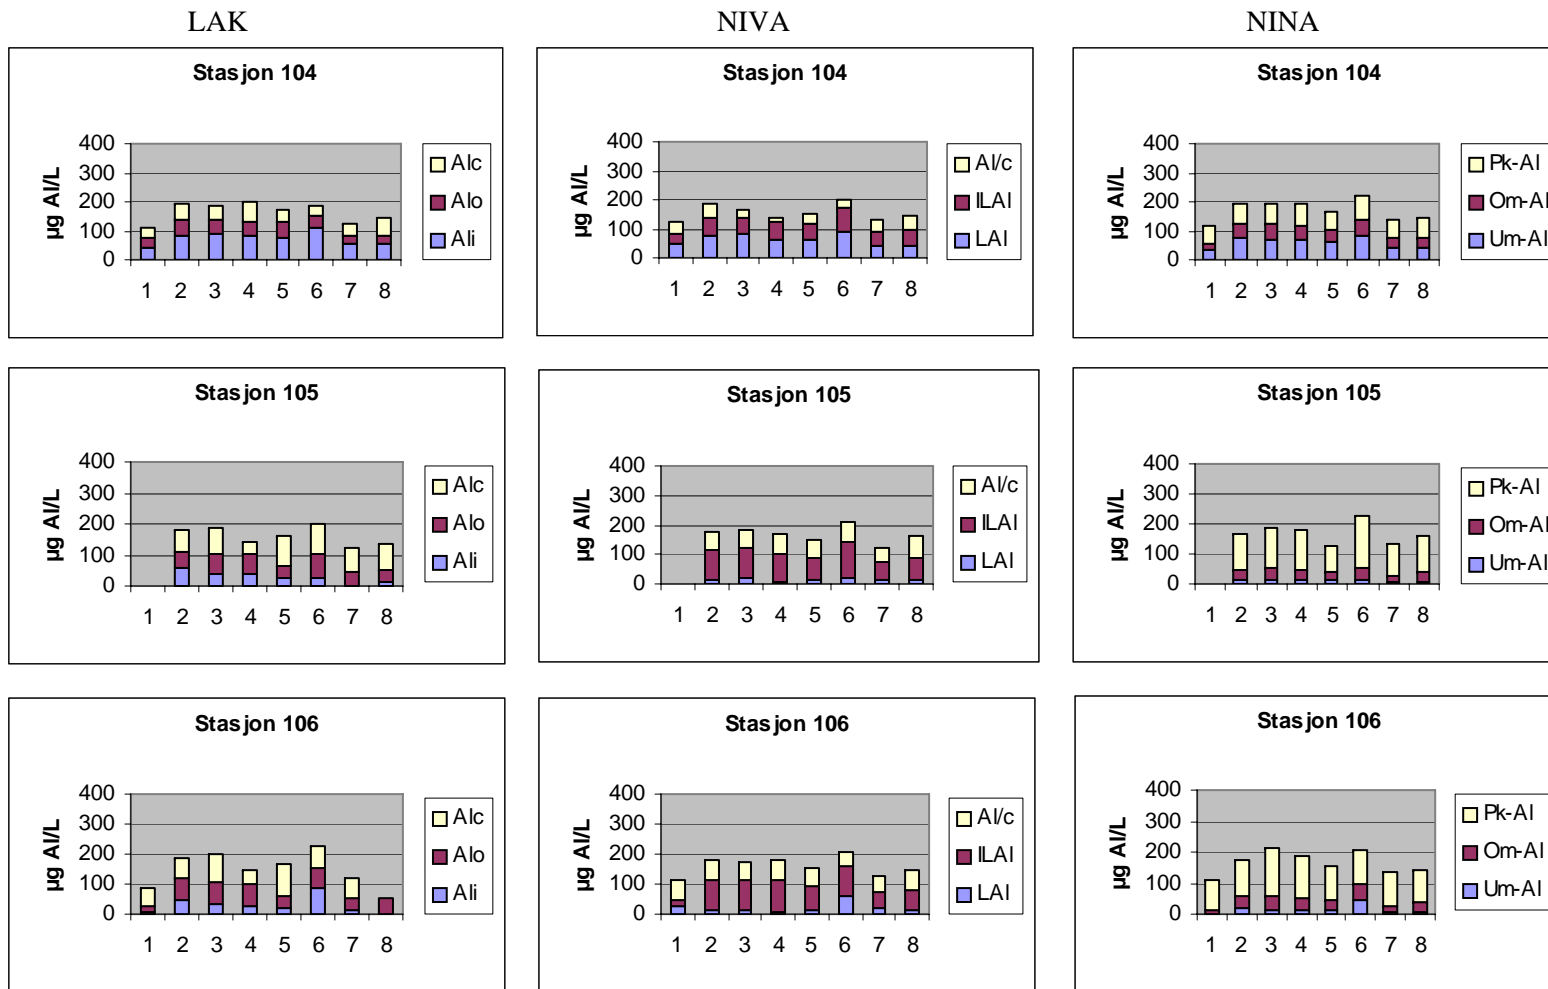 LAK NIVA NINA
Stasjon 104
µg Al/L
400
300
200
100
0
1 2 3 4 5 6 7 8
Alc
Alo
Ali
Stasjon 104
µg Al/L
400
300
200
100
0
1 2 3 4 5 6 7 8
Al/c
ILAl
LAl
Stasjon 104
µg Al/L
400
300
200
100
0
1 2 3 4 5 6 7 8
Pk-Al
Om-Al
Um-Al
Stasjon 105
µg Al/L
400
300
200
100
0
1 2 3 4 5 6 7 8
Alc
Alo
Ali
Stasjon 105
µg Al/L
400
300
200
100
0
1 2 3 4 5 6 7 8
Al/c
ILAl
LAl
Stasjon 105
µg Al/L
400
300
200
100
0
1 2 3 4 5 6 7 8
Pk-Al
Om-Al
Um-Al
Stasjon 106
µg Al/L
400
300
200
100
0
1 2 3 4 5 6 7 8
Alc
Alo
Ali
Stasjon 106
µg Al/L
400
300
200
100
0
1 2 3 4 5 6 7 8
Al/c
ILAl
LAl
Stasjon 106
µg Al/L
400
300
200
100
0
1 2 3 4 5 6 7 8
Pk-Al
Om-Al
Um-Al